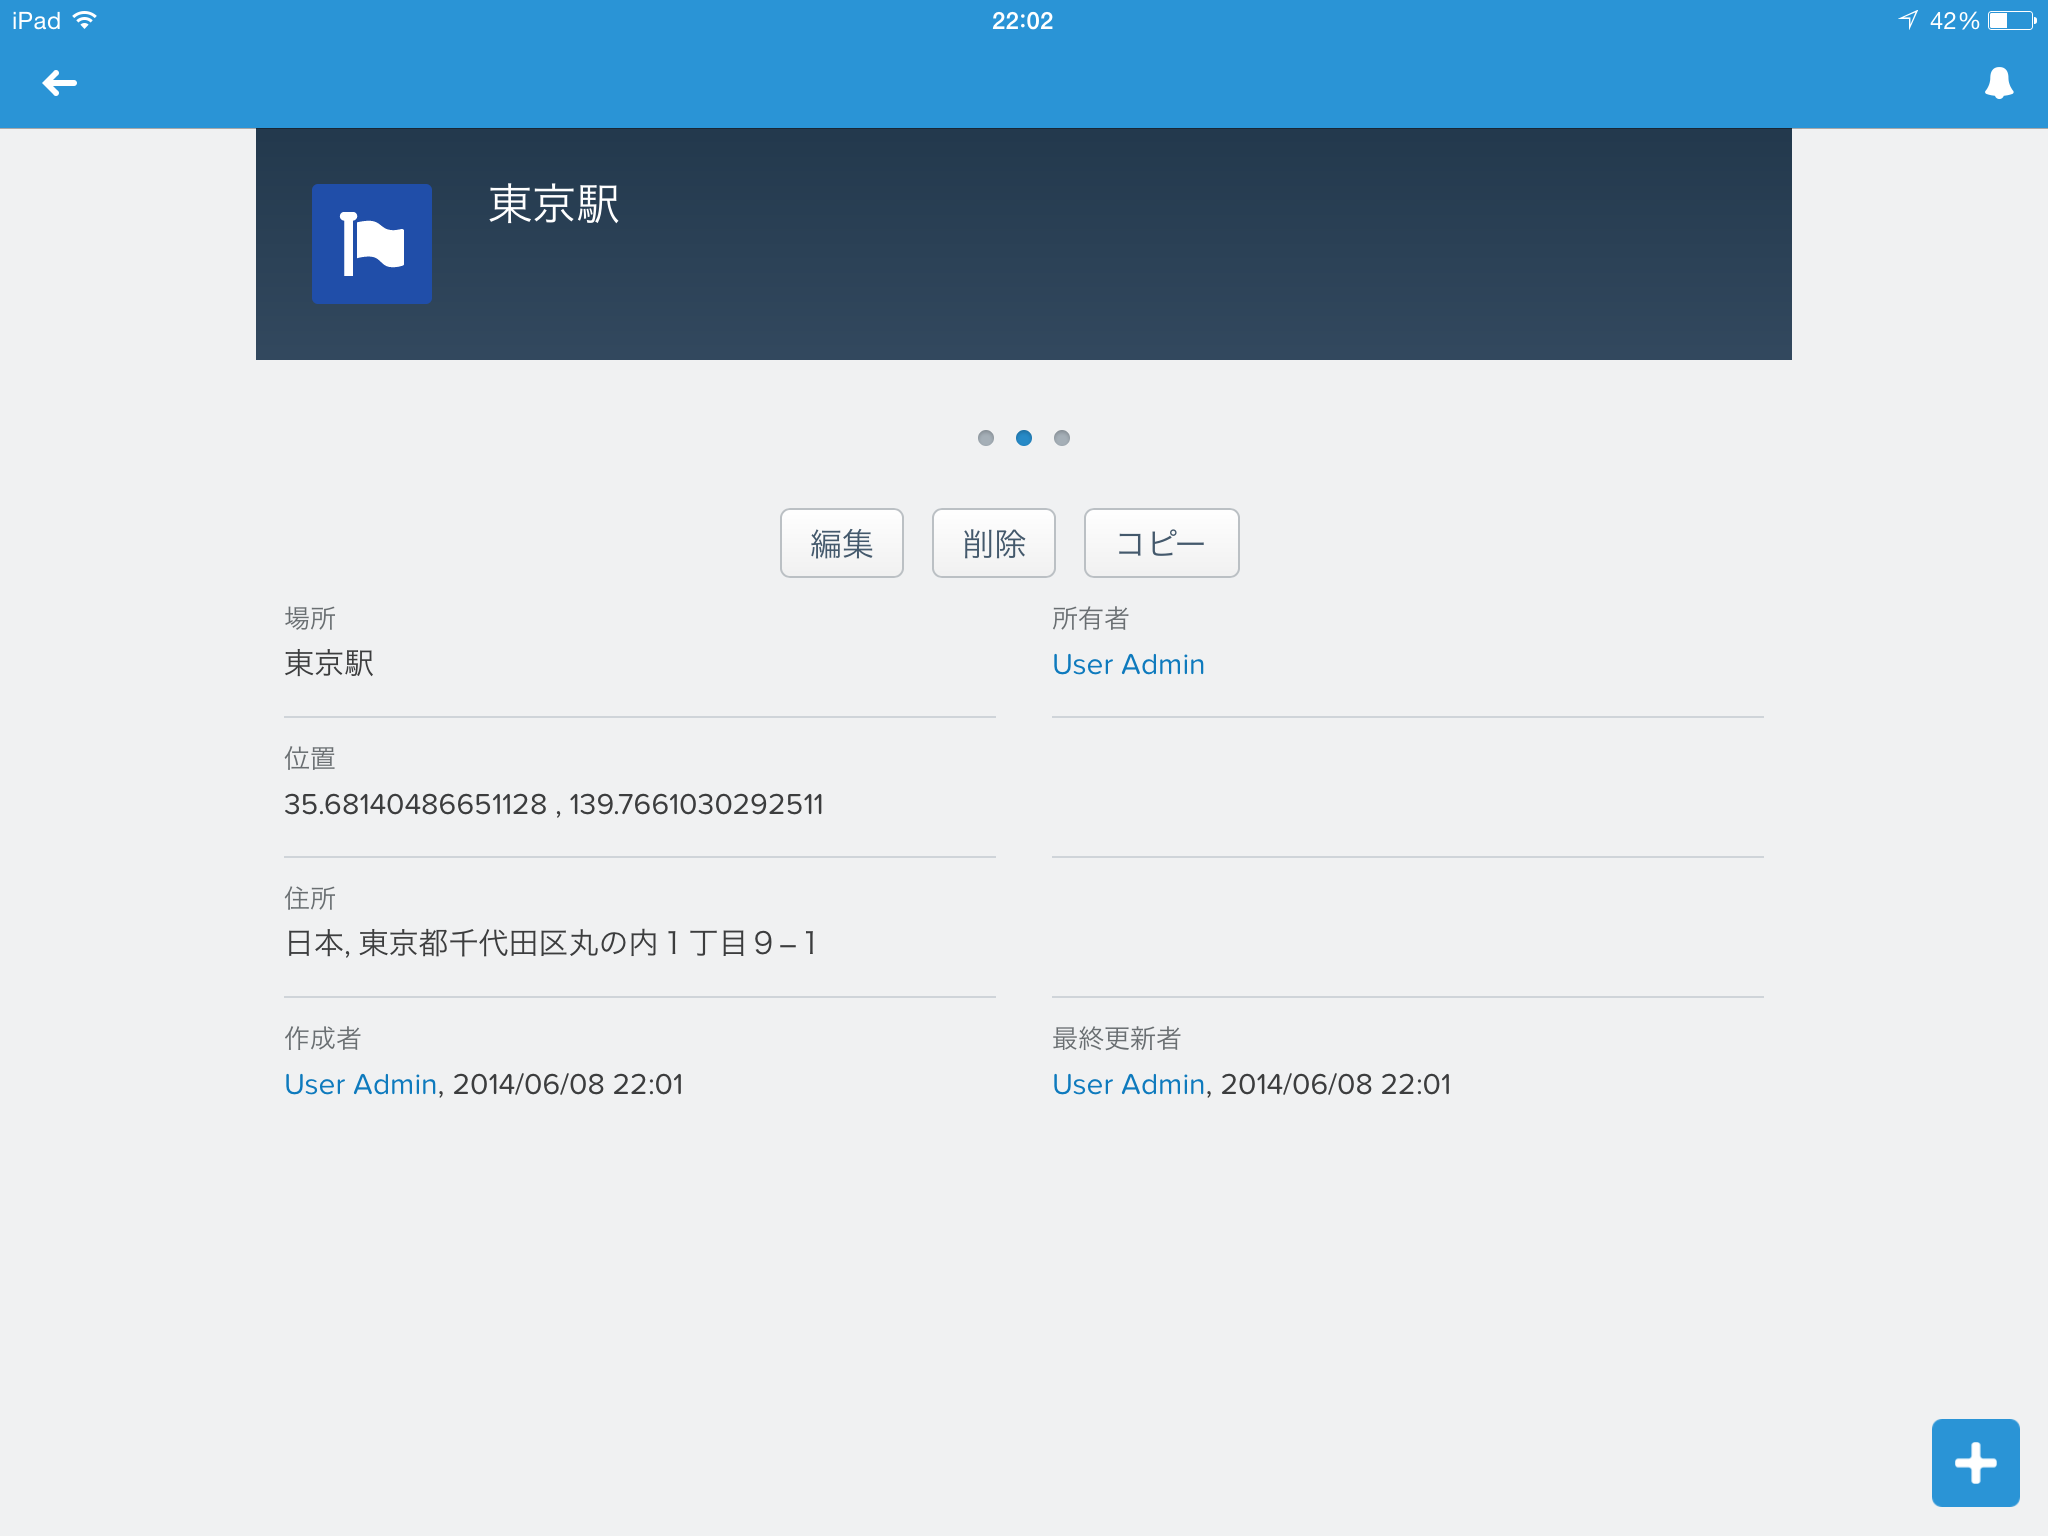 iPad 22:02 42%
東京駅
編集 削除 コピー
場所 所有者
東京駅 User Admin
位置
35.68140486651128 , 139.7661030292511
住所
日本, 東京都千代田区丸の内１丁目９−１
作成者 最終更新者
User Admin, 2014/06/08 22:01 User Admin, 2014/06/08 22:01